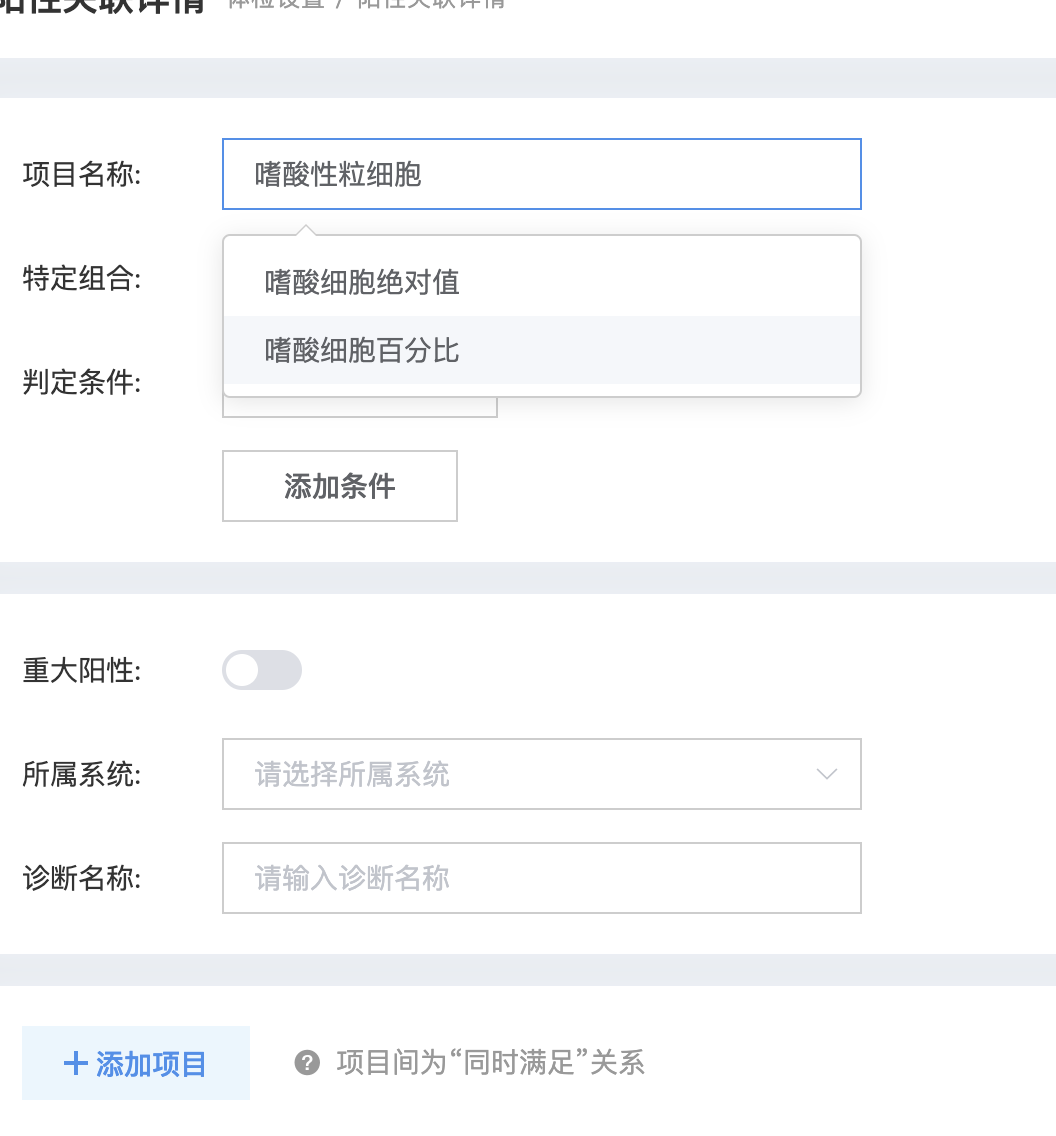 阳性关联详情 体检设置 / 阳性关联详情
项目名称: 嗜酸性粒细胞
特定组合: 嗜酸细胞绝对值
嗜酸细胞百分比
判定条件:
添加条件
重大阳性:
所属系统: 请选择所属系统
诊断名称: 请输入诊断名称
+ 添加项目 ? 项目间为“同时满足”关系